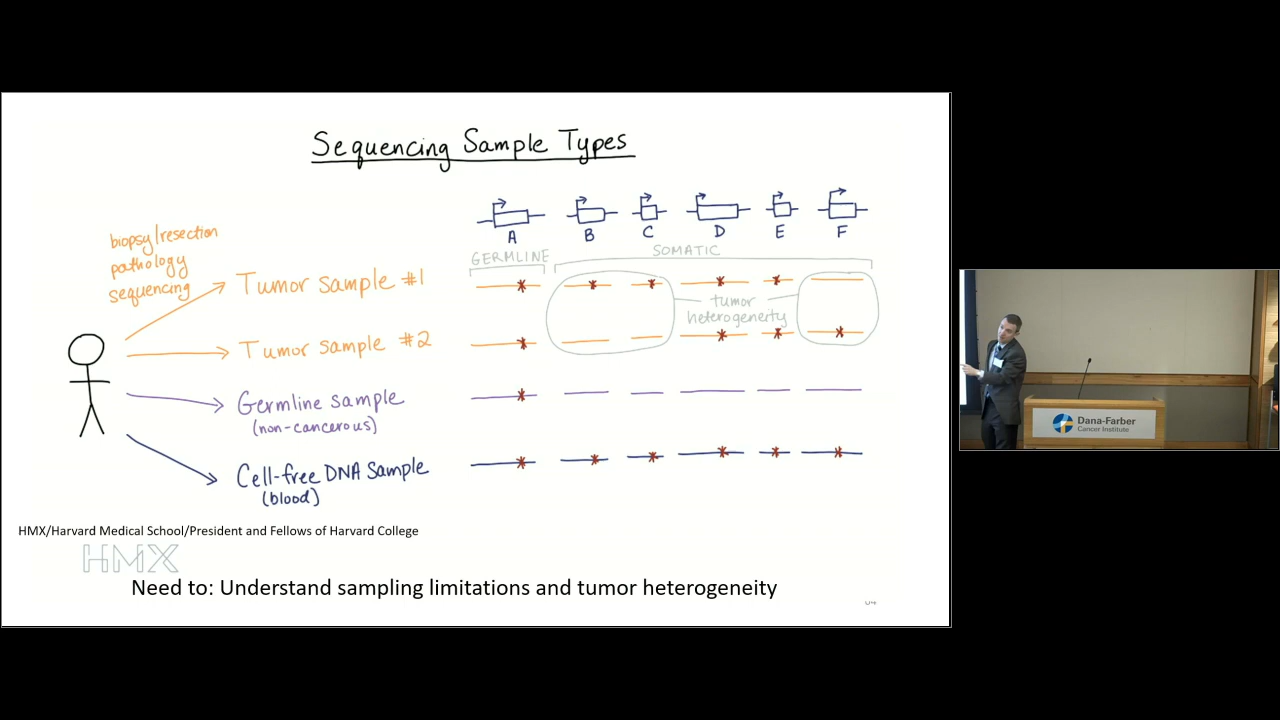 Sequencing Sample Types
A B C D E F
GERMLINE SOMATIC
biopsy/resection
pathology
sequencing
Tumor sample #1
tumor
heterogeneity
Tumor sample #2
Germline sample
(non-cancerous)
Cell-free DNA Sample
(blood)
HMX/Harvard Medical School/President and Fellows of Harvard College
HMX
Need to: Understand sampling limitations and tumor heterogeneity
Dana-Farber
Cancer Institute